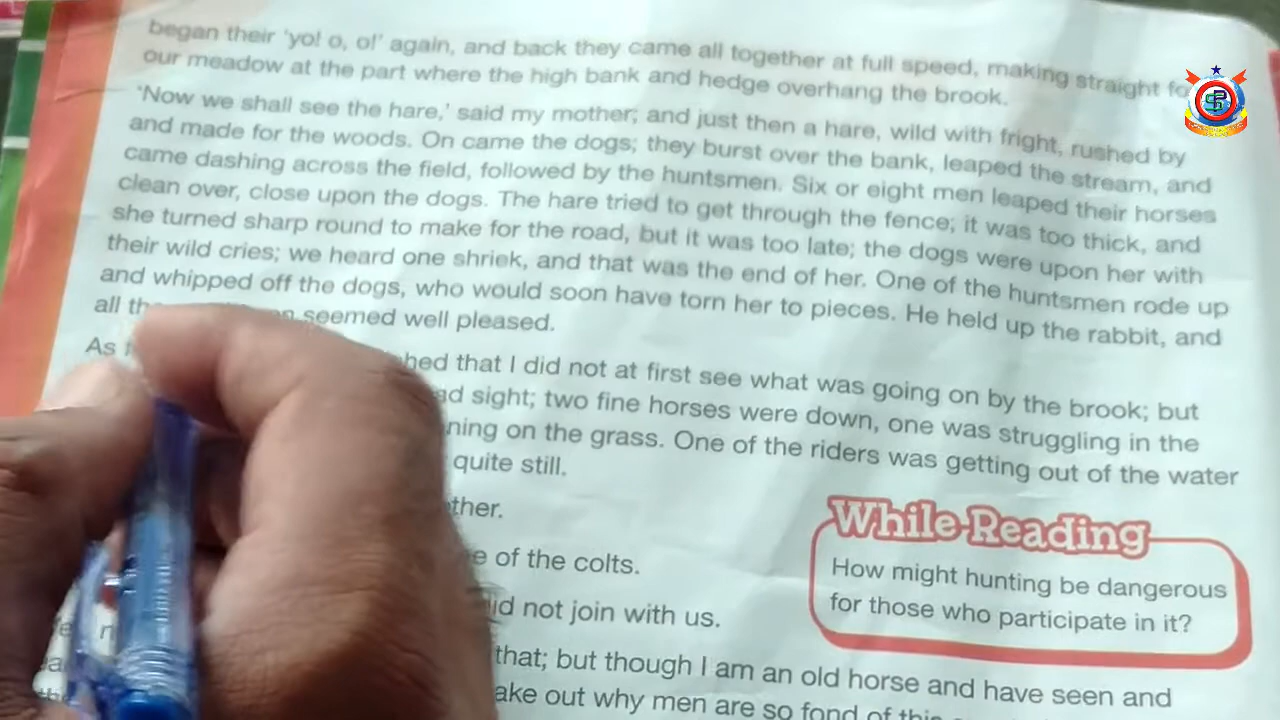 began their 'yo! o, o!' again, and back they came all together at full speed, making straight fo
our meadow at the part where the high bank and hedge overhang the brook.
'Now we shall see the hare,' said my mother; and just then a hare, wild with fright, rushed by
and made for the woods. On came the dogs; they burst over the bank, leaped the stream, and
came dashing across the field, followed by the huntsmen. Six or eight men leaped their horses
clean over, close upon the dogs. The hare tried to get through the fence; it was too thick, and
she turned sharp round to make for the road, but it was too late; the dogs were upon her with
their wild cries; we heard one shriek, and that was the end of her. One of the huntsmen rode up
and whipped off the dogs, who would soon have torn her to pieces. He held up the rabbit, and
all seemed well pleased.
As hed that I did not at first see what was going on by the brook; but
ad sight; two fine horses were down, one was struggling in the
ning on the grass. One of the riders was getting out of the water
quite still.
ther.
e of the colts.
id not join with us.
that; but though I am an old horse and have seen and
ake out why men are so fond of this
While-Reading
How might hunting be dangerous
for those who participate in it?